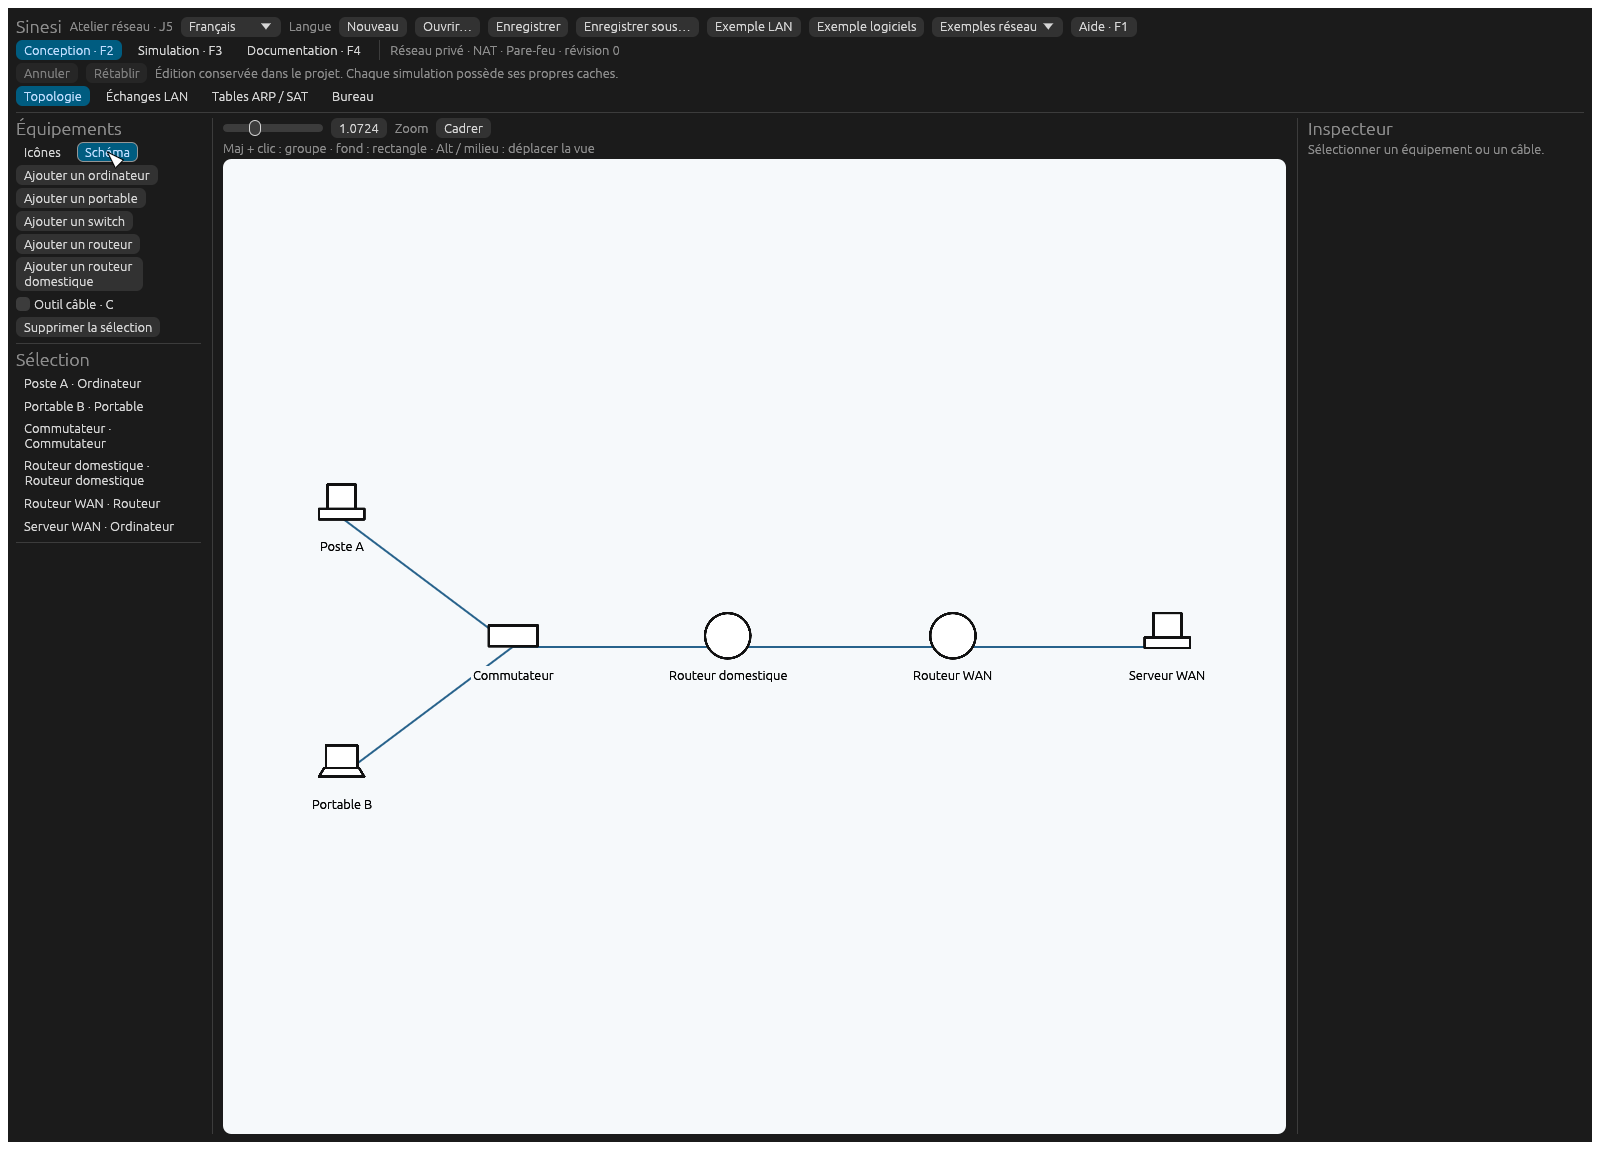 Sinesi Atelier réseau · J5 Français Langue Nouveau Ouvrir… Enregistrer Enregistrer sous… Exemple LAN Exemple logiciels Exemples réseau Aide · F1
Conception · F2 Simulation · F3 Documentation · F4 Réseau privé · NAT · Pare-feu · révision 0
Annuler Rétablir Édition conservée dans le projet. Chaque simulation possède ses propres caches.
Topologie Échanges LAN Tables ARP / SAT Bureau
Équipements
Icônes Schéma
Ajouter un ordinateur
Ajouter un portable
Ajouter un switch
Ajouter un routeur
Ajouter un routeur
domestique
Outil câble · C
Supprimer la sélection
Sélection
Poste A · Ordinateur
Portable B · Portable
Commutateur ·
Commutateur
Routeur domestique ·
Routeur domestique
Routeur WAN · Routeur
Serveur WAN · Ordinateur
1.0724 Zoom Cadrer
Maj + clic : groupe · fond : rectangle · Alt / milieu : déplacer la vue
Poste A
Commutateur
Routeur domestique
Routeur WAN
Serveur WAN
Portable B
Inspecteur
Sélectionner un équipement ou un câble.